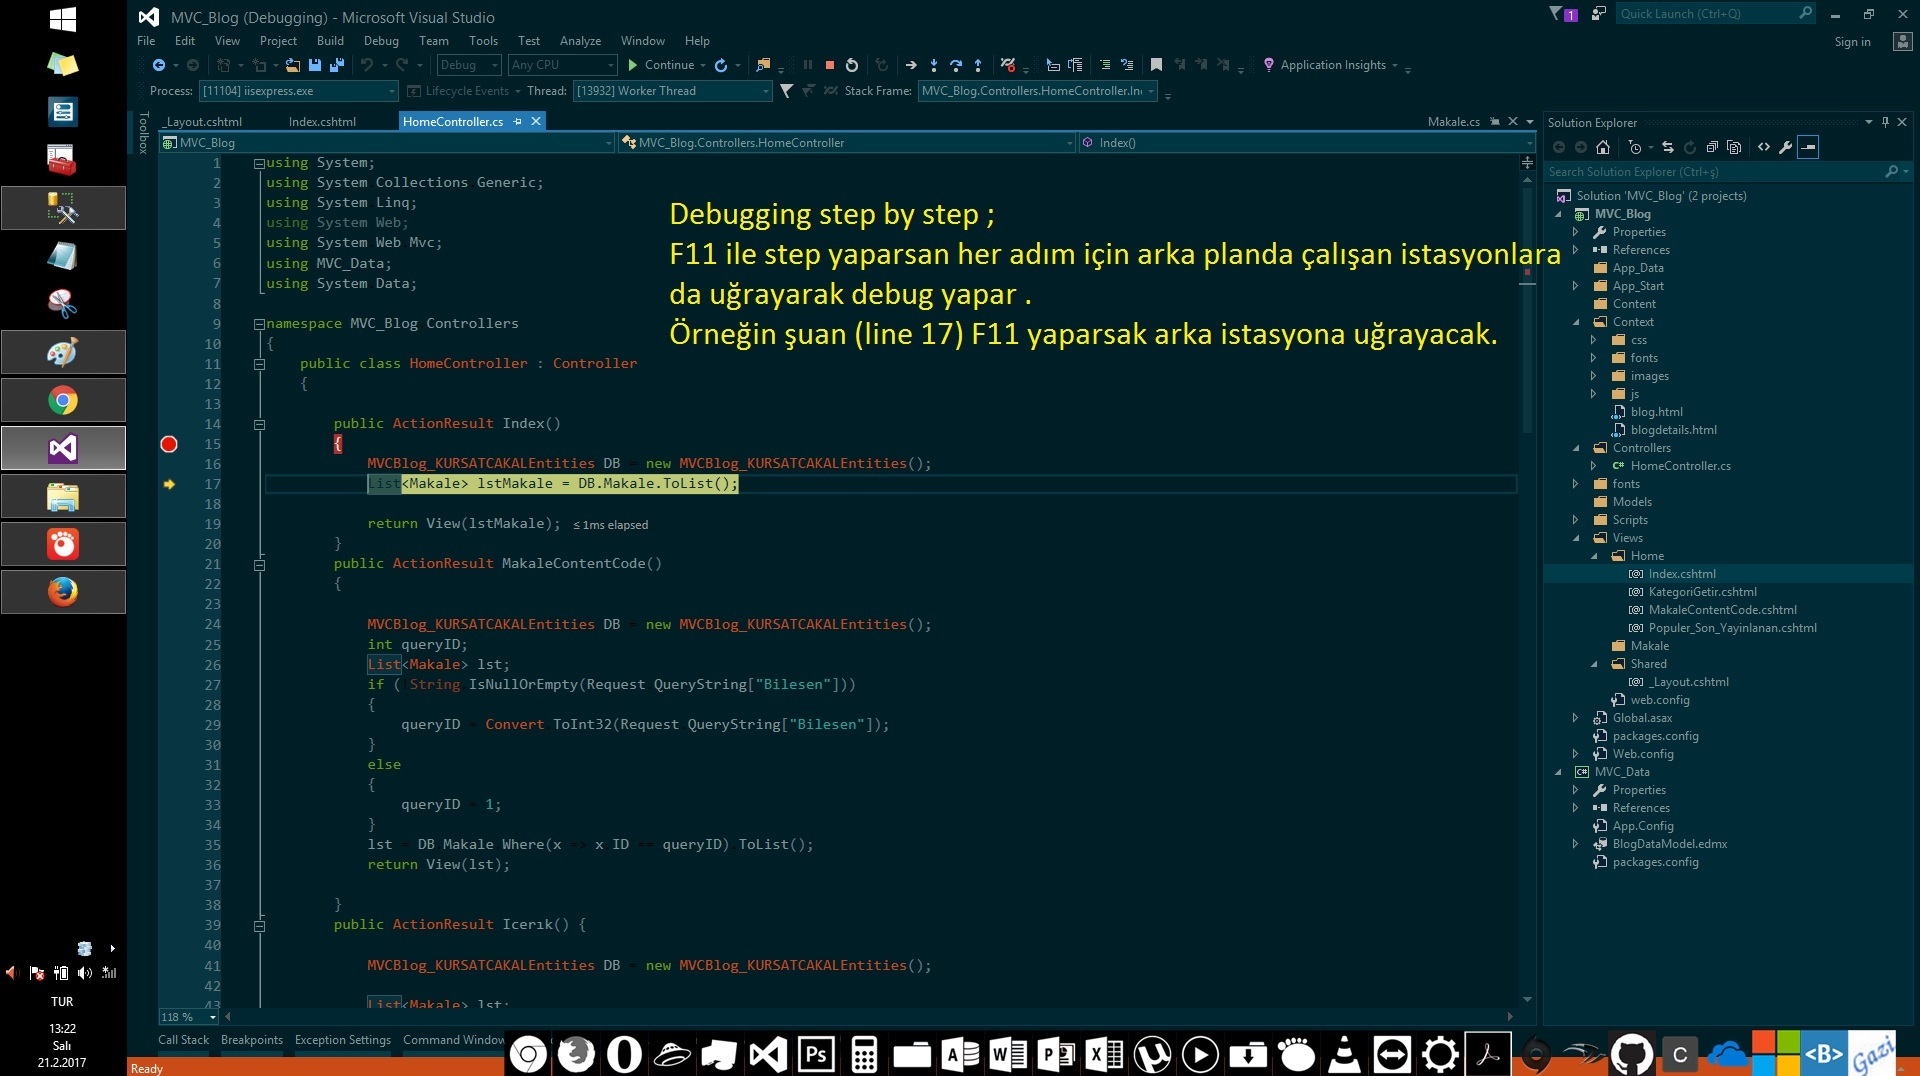 MVC_Blog (Debugging) - Microsoft Visual Studio
1
Quick Launch (Ctrl+Q)
File Edit View Project Build Debug Team Tools Test Analyze Window Help
Sign in
Debug Any CPU Continue Application Insights
Process: [11104] iisexpress.exe Lifecycle Events Thread: [13932] Worker Thread Stack Frame: MVC_Blog.Controllers.HomeController.In
Toolbox
_Layout.cshtml Index.cshtml HomeController.cs Makale.cs
MVC_Blog MVC_Blog.Controllers.HomeController Index()
1 using System;
2 using System Collections Generic;
3 using System Linq;
4 using System Web;
5 using System Web Mvc;
6 using MVC_Data;
7 using System Data;
8
9 namespace MVC_Blog Controllers
10 {
11 public class HomeController : Controller
12 {
13
14 public ActionResult Index()
15 {
16 MVCBlog_KURSATCAKALEntities DB = new MVCBlog_KURSATCAKALEntities();
17 List<Makale> lstMakale = DB.Makale.ToList();
18
19 return View(lstMakale); ≤ 1ms elapsed
20 }
21 public ActionResult MakaleContentCode()
22 {
23
24 MVCBlog_KURSATCAKALEntities DB = new MVCBlog_KURSATCAKALEntities();
25 int queryID;
26 List<Makale> lst;
27 if ( String IsNullOrEmpty(Request QueryString["Bilesen"]))
28 {
29 queryID = Convert ToInt32(Request QueryString["Bilesen"]);
30 }
31 else
32 {
33 queryID = 1;
34 }
35 lst = DB Makale Where(x => x ID == queryID) ToList();
36 return View(lst);
37
38 }
39 public ActionResult Icerık() {
40
41 MVCBlog_KURSATCAKALEntities DB = new MVCBlog_KURSATCAKALEntities();
42
43 List<Makale> lst;
Debugging step by step ;
F11 ile step yaparsan her adım için arka planda çalışan istasyonlara
da uğrayarak debug yapar .
Örneğin şuan (line 17) F11 yaparsak arka istasyona uğrayacak.
118 %
Call Stack Breakpoints Exception Settings Command Window
Ready
Solution Explorer
Search Solution Explorer (Ctrl+ş)
Solution 'MVC_Blog' (2 projects)
MVC_Blog
Properties
References
App_Data
App_Start
Content
Context
css
fonts
images
js
blog.html
blogdetails.html
Controllers
C# HomeController.cs
fonts
Models
Scripts
Views
Home
Index.cshtml
KategoriGetir.cshtml
MakaleContentCode.cshtml
Populer_Son_Yayinlanan.cshtml
Makale
Shared
_Layout.cshtml
web.config
Global.asax
packages.config
Web.config
C# MVC_Data
Properties
References
App.Config
BlogDataModel.edmx
packages.config
TUR
13:22
Salı
21.2.2017
Ps
C
<B>
Gazi